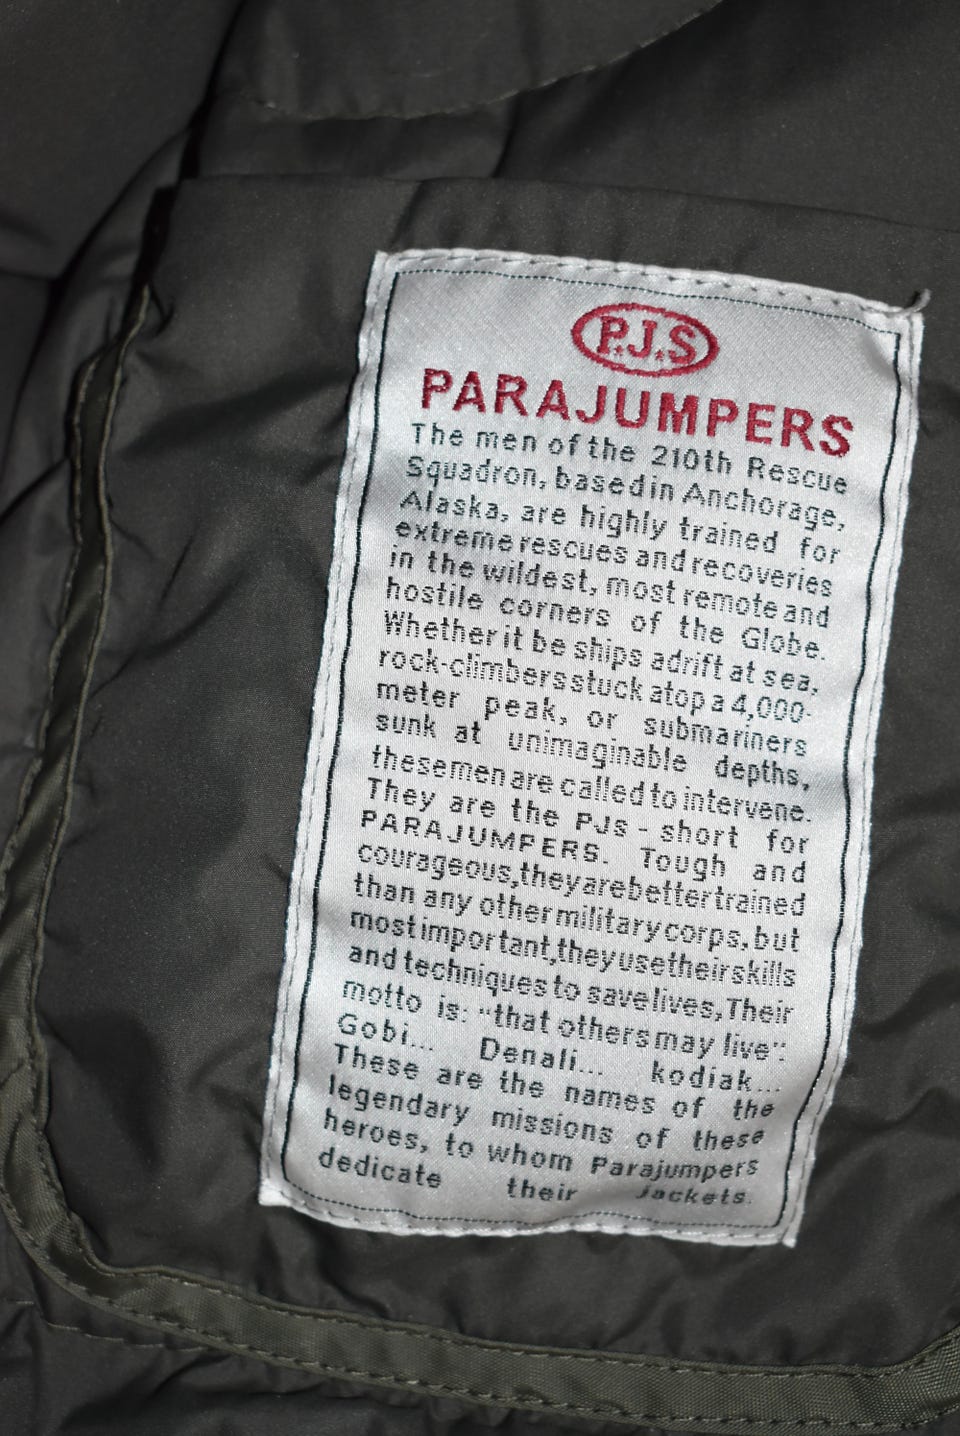 P.J.S
PARAJUMPERS
The men of the 210th Rescue
Squadron, based in Anchorage,
Alaska, are highly trained for
extreme rescues and recoveries
in the wildest, most remote and
hostile corners of the Globe.
Whether it be ships adrift at sea,
rock-climbers stuck atop a 4,000-
meter peak, or submariners
sunk at unimaginable depths,
these men are called to intervene.
They are the PJs - short for
PARAJUMPERS. Tough and
courageous, they are better trained
than any other military corps, but
most important, they use their skills
and techniques to save lives, Their
motto is: "that others may live".
Gobi... Denali... kodiak...
These are the names of the
legendary missions of these
heroes, to whom Parajumpers
dedicate their Jackets.